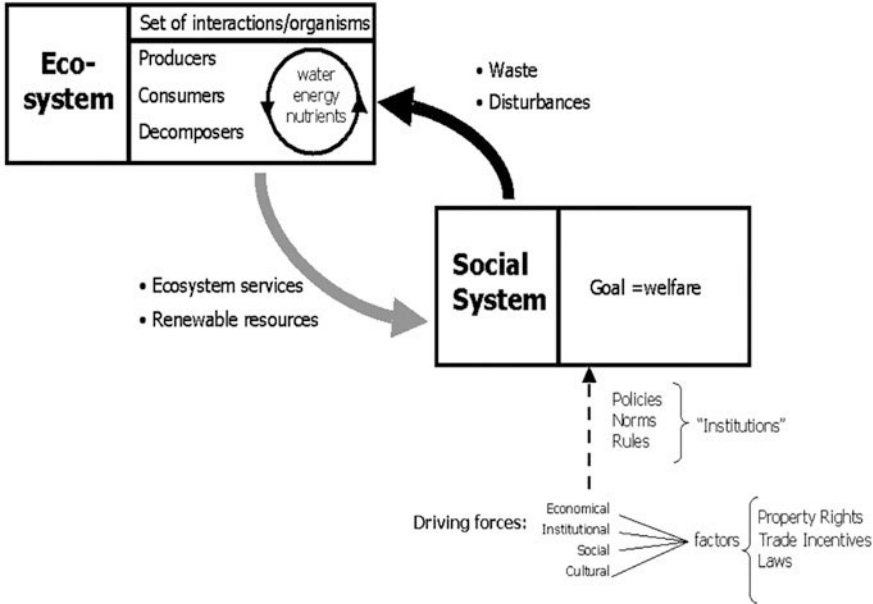 Set of interactions/organisms
Eco-
system
Producers
Consumers
Decomposers
water
energy
nutrients
• Waste
• Disturbances
• Ecosystem services
• Renewable resources
Social
System
Goal =welfare
Policies
Norms
Rules
"Institutions"
Driving forces:
Economical
Institutional
Social
Cultural
factors
Property Rights
Trade Incentives
Laws